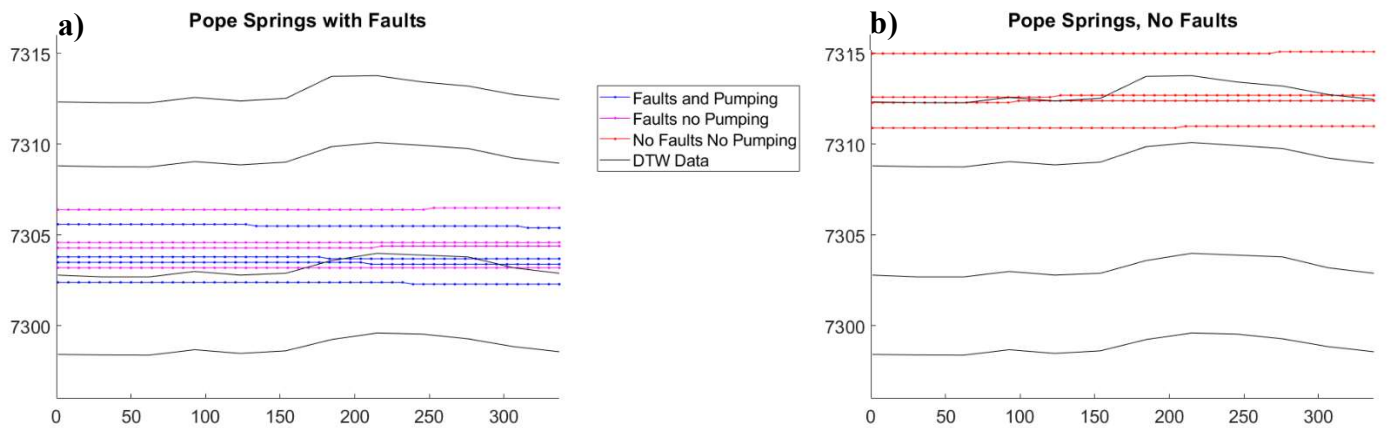 a)
Pope Springs with Faults
7315
7310
7305
7300
0 50 100 150 200 250 300
Faults and Pumping
Faults no Pumping
No Faults No Pumping
DTW Data
b)
Pope Springs, No Faults
7315
7310
7305
7300
0 50 100 150 200 250 300